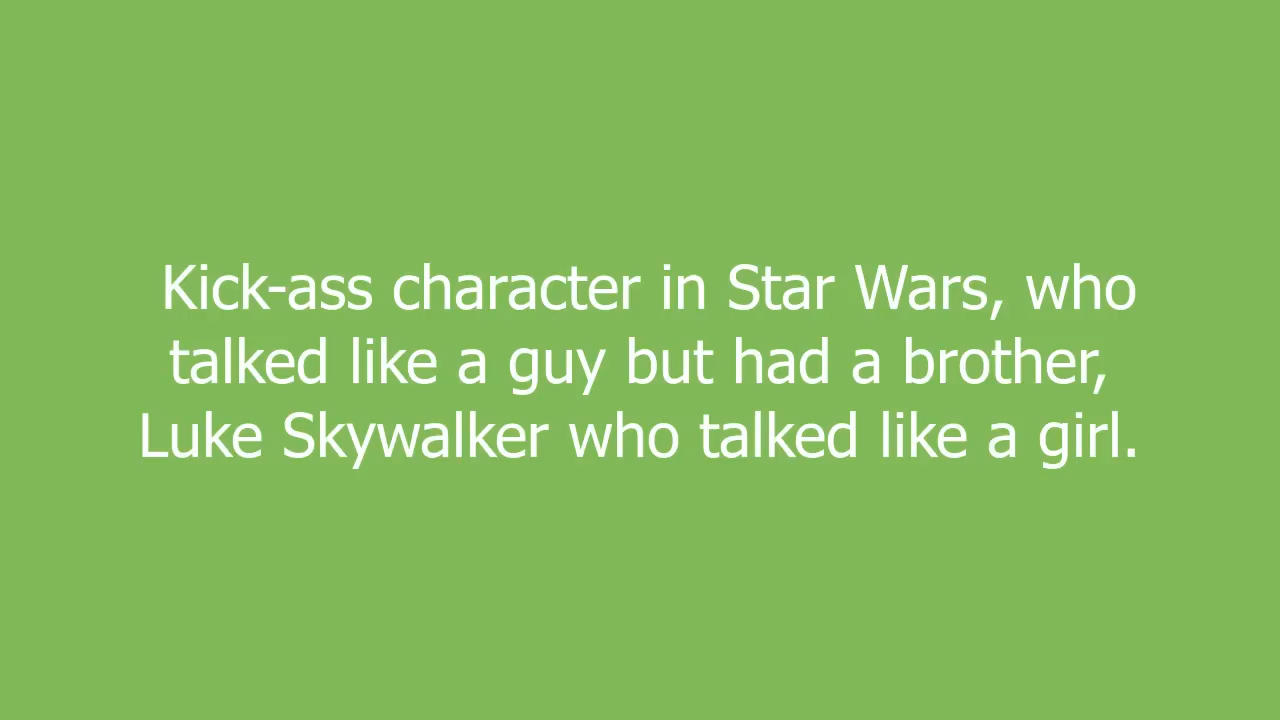 Kick-ass character in Star Wars, who
talked like a guy but had a brother,
Luke Skywalker who talked like a girl.